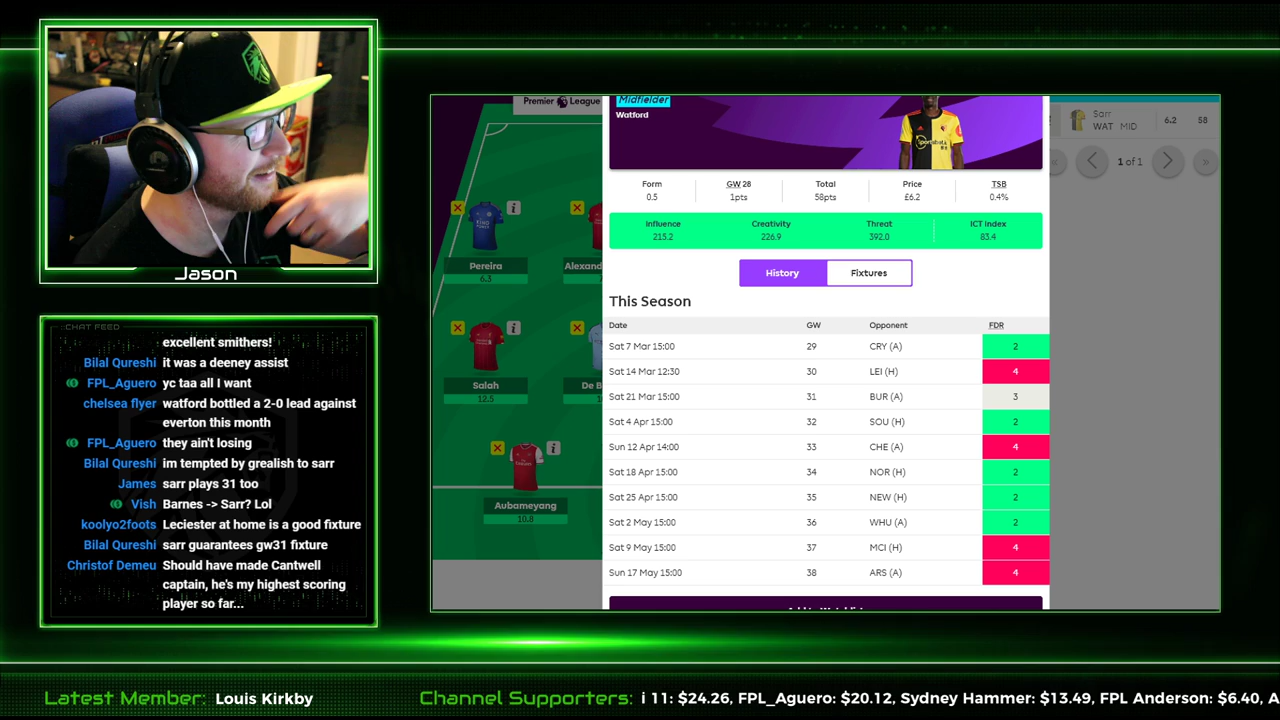 Jason
::CHAT FEED
excellent smithers!
Bilal Qureshi it was a deeney assist
FPL_Aguero yc taa all I want
chelsea flyer watford bottled a 2-0 lead against
everton this month
FPL_Aguero they ain't losing
Bilal Qureshi im tempted by grealish to sarr
James sarr plays 31 too
Vish Barnes -> Sarr? Lol
koolyo2foots Leciester at home is a good fixture
Bilal Qureshi sarr guarantees gw31 fixture
Christof Demeu Should have made Cantwell
captain, he's my highest scoring
player so far...
Premier League
Pereira
6.3
Alexand
Salah
12.5
De B
Aubameyang
10.8
Midfielder
Watford
Form GW 28 Total Price TSB
0.5 1pts 58pts £6.2 0.4%
Influence Creativity Threat ICT Index
215.2 226.9 392.0 83.4
History Fixtures
This Season
Date GW Opponent FDR
Sat 7 Mar 15:00 29 CRY (A) 2
Sat 14 Mar 12:30 30 LEI (H) 4
Sat 21 Mar 15:00 31 BUR (A) 3
Sat 4 Apr 15:00 32 SOU (H) 2
Sun 12 Apr 14:00 33 CHE (A) 4
Sat 18 Apr 15:00 34 NOR (H) 2
Sat 25 Apr 15:00 35 NEW (H) 2
Sat 2 May 15:00 36 WHU (A) 2
Sat 9 May 15:00 37 MCI (H) 4
Sun 17 May 15:00 38 ARS (A) 4
Sarr
WAT MID 6.2 58
1 of 1
Latest Member: Louis Kirkby
Channel Supporters: i 11: $24.26, FPL_Aguero: $20.12, Sydney Hammer: $13.49, FPL Anderson: $6.40, A